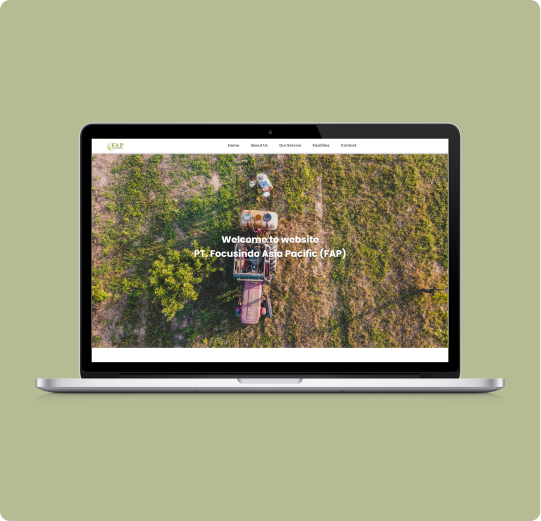 FAP
Home About Us Our Service Facilities Contact
Welcome to website
PT. Focusindo Asia Pacific (FAP)